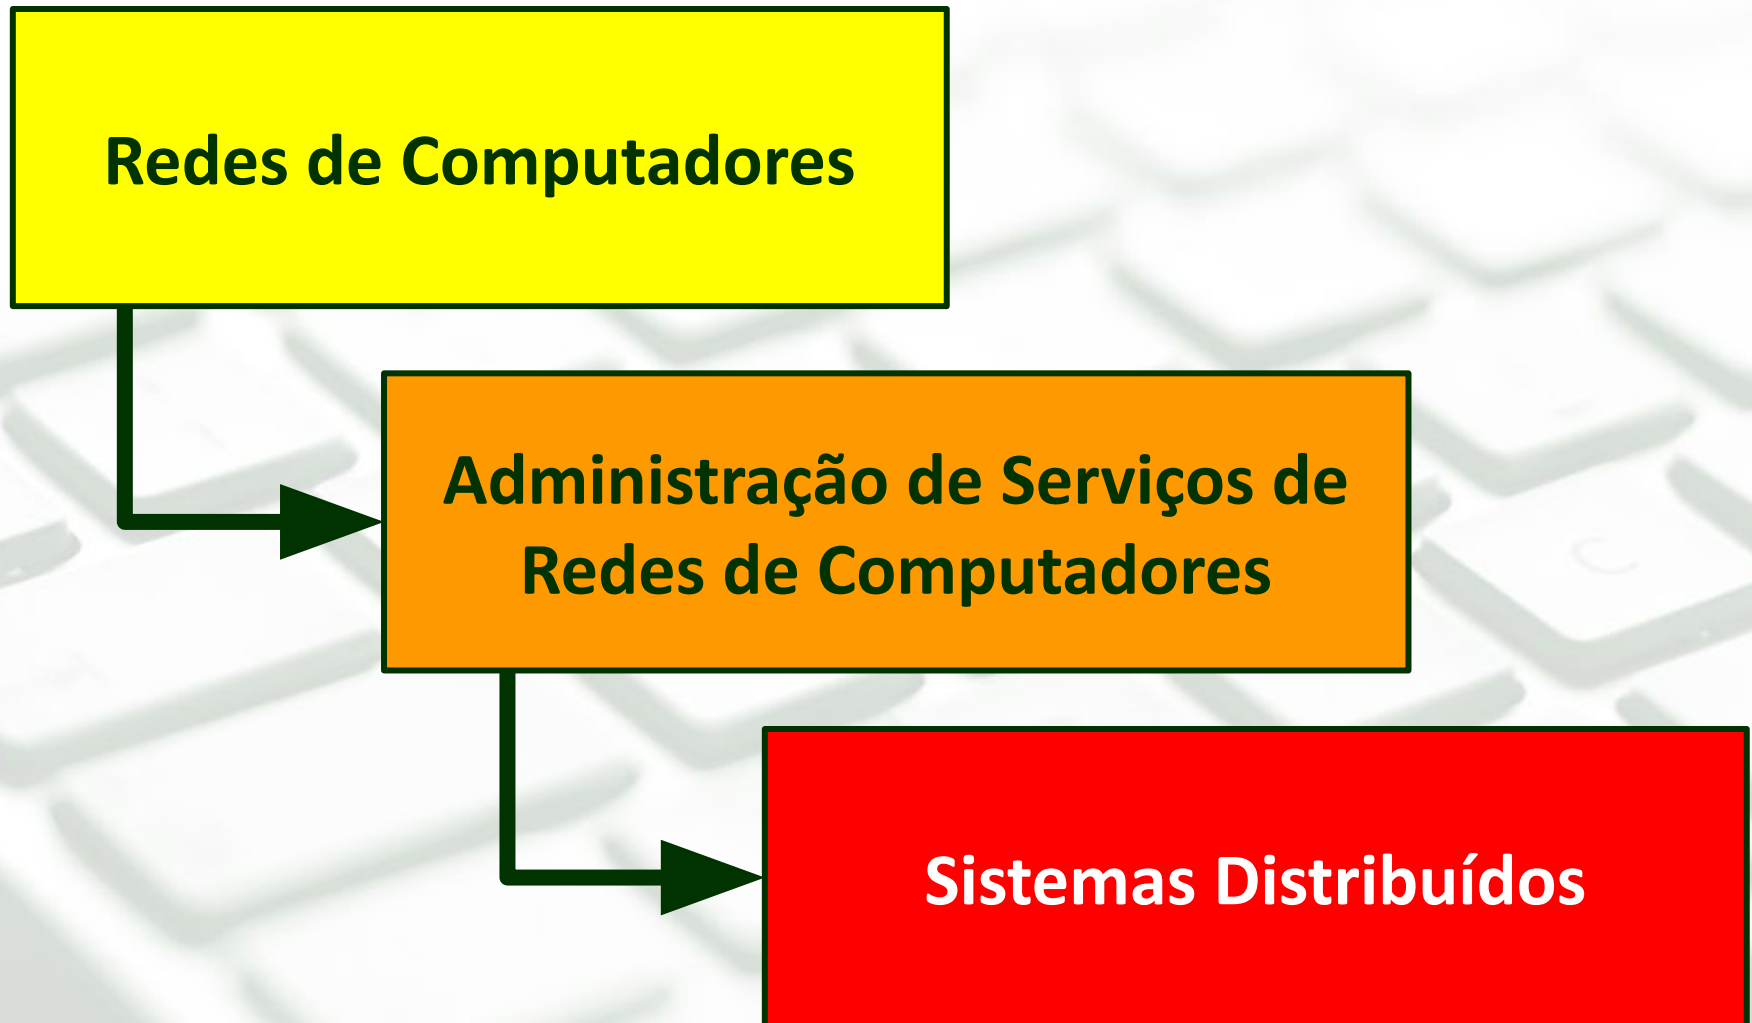 Redes de Computadores
Administração de Serviços de
Redes de Computadores
Sistemas Distribuídos